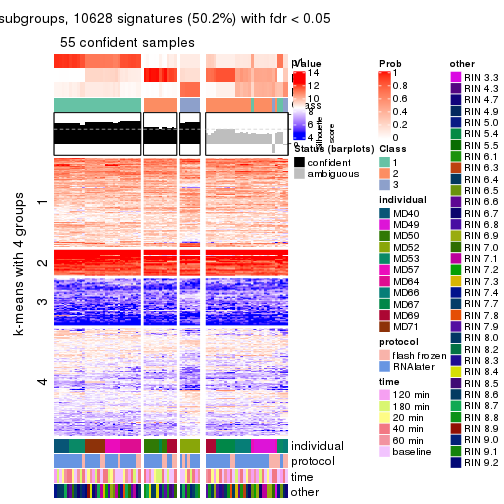 subgroups, 10628 signatures (50.2%) with fdr < 0.05
55 confident samples
k-means with 4 groups
1
2
3
4
individual
protocol
time
other
Value
14
12
10
8
6
4
Silhouette
score
Status (barplots)
confident
ambiguous
Prob
1
0.8
0.6
0.4
0.2
0
Class
1
2
3
individual
MD40
MD49
MD50
MD52
MD53
MD57
MD64
MD66
MD67
MD69
MD71
protocol
flash frozen
RNAlater
time
120 min
180 min
20 min
40 min
60 min
baseline
other
RIN 3.3
RIN 4.3
RIN 4.7
RIN 4.9
RIN 5.0
RIN 5.4
RIN 5.5
RIN 6.1
RIN 6.3
RIN 6.4
RIN 6.5
RIN 6.6
RIN 6.7
RIN 6.8
RIN 6.9
RIN 7.0
RIN 7.1
RIN 7.2
RIN 7.3
RIN 7.4
RIN 7.7
RIN 7.8
RIN 7.9
RIN 8.0
RIN 8.2
RIN 8.3
RIN 8.4
RIN 8.5
RIN 8.6
RIN 8.7
RIN 8.8
RIN 8.9
RIN 9.0
RIN 9.1
RIN 9.2